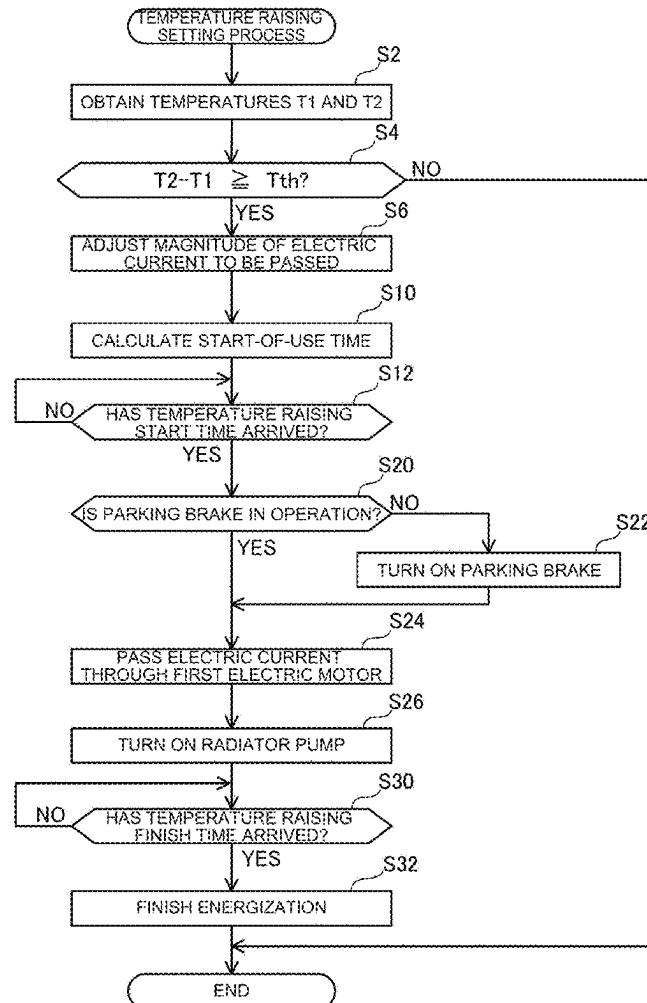 TEMPERATURE RAISING
SETTING PROCESS
S2
OBTAIN TEMPERATURES T1 AND T2
S4
T2-T1 ≧ Tth?
NO
YES
S6
ADJUST MAGNITUDE OF ELECTRIC
CURRENT TO BE PASSED
S10
CALCULATE START-OF-USE TIME
S12
HAS TEMPERATURE RAISING
START TIME ARRIVED?
NO
YES
S20
IS PARKING BRAKE IN OPERATION?
NO
YES
S22
TURN ON PARKING BRAKE
S24
PASS ELECTRIC CURRENT
THROUGH FIRST ELECTRIC MOTOR
S26
TURN ON RADIATOR PUMP
S30
HAS TEMPERATURE RAISING
FINISH TIME ARRIVED?
NO
YES
S32
FINISH ENERGIZATION
END